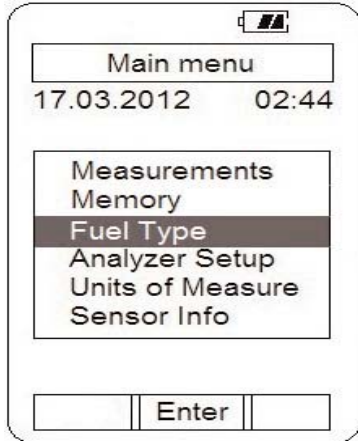 Main menu
17.03.2012 02:44
Measurements
Memory
Fuel Type
Analyzer Setup
Units of Measure
Sensor Info
Enter